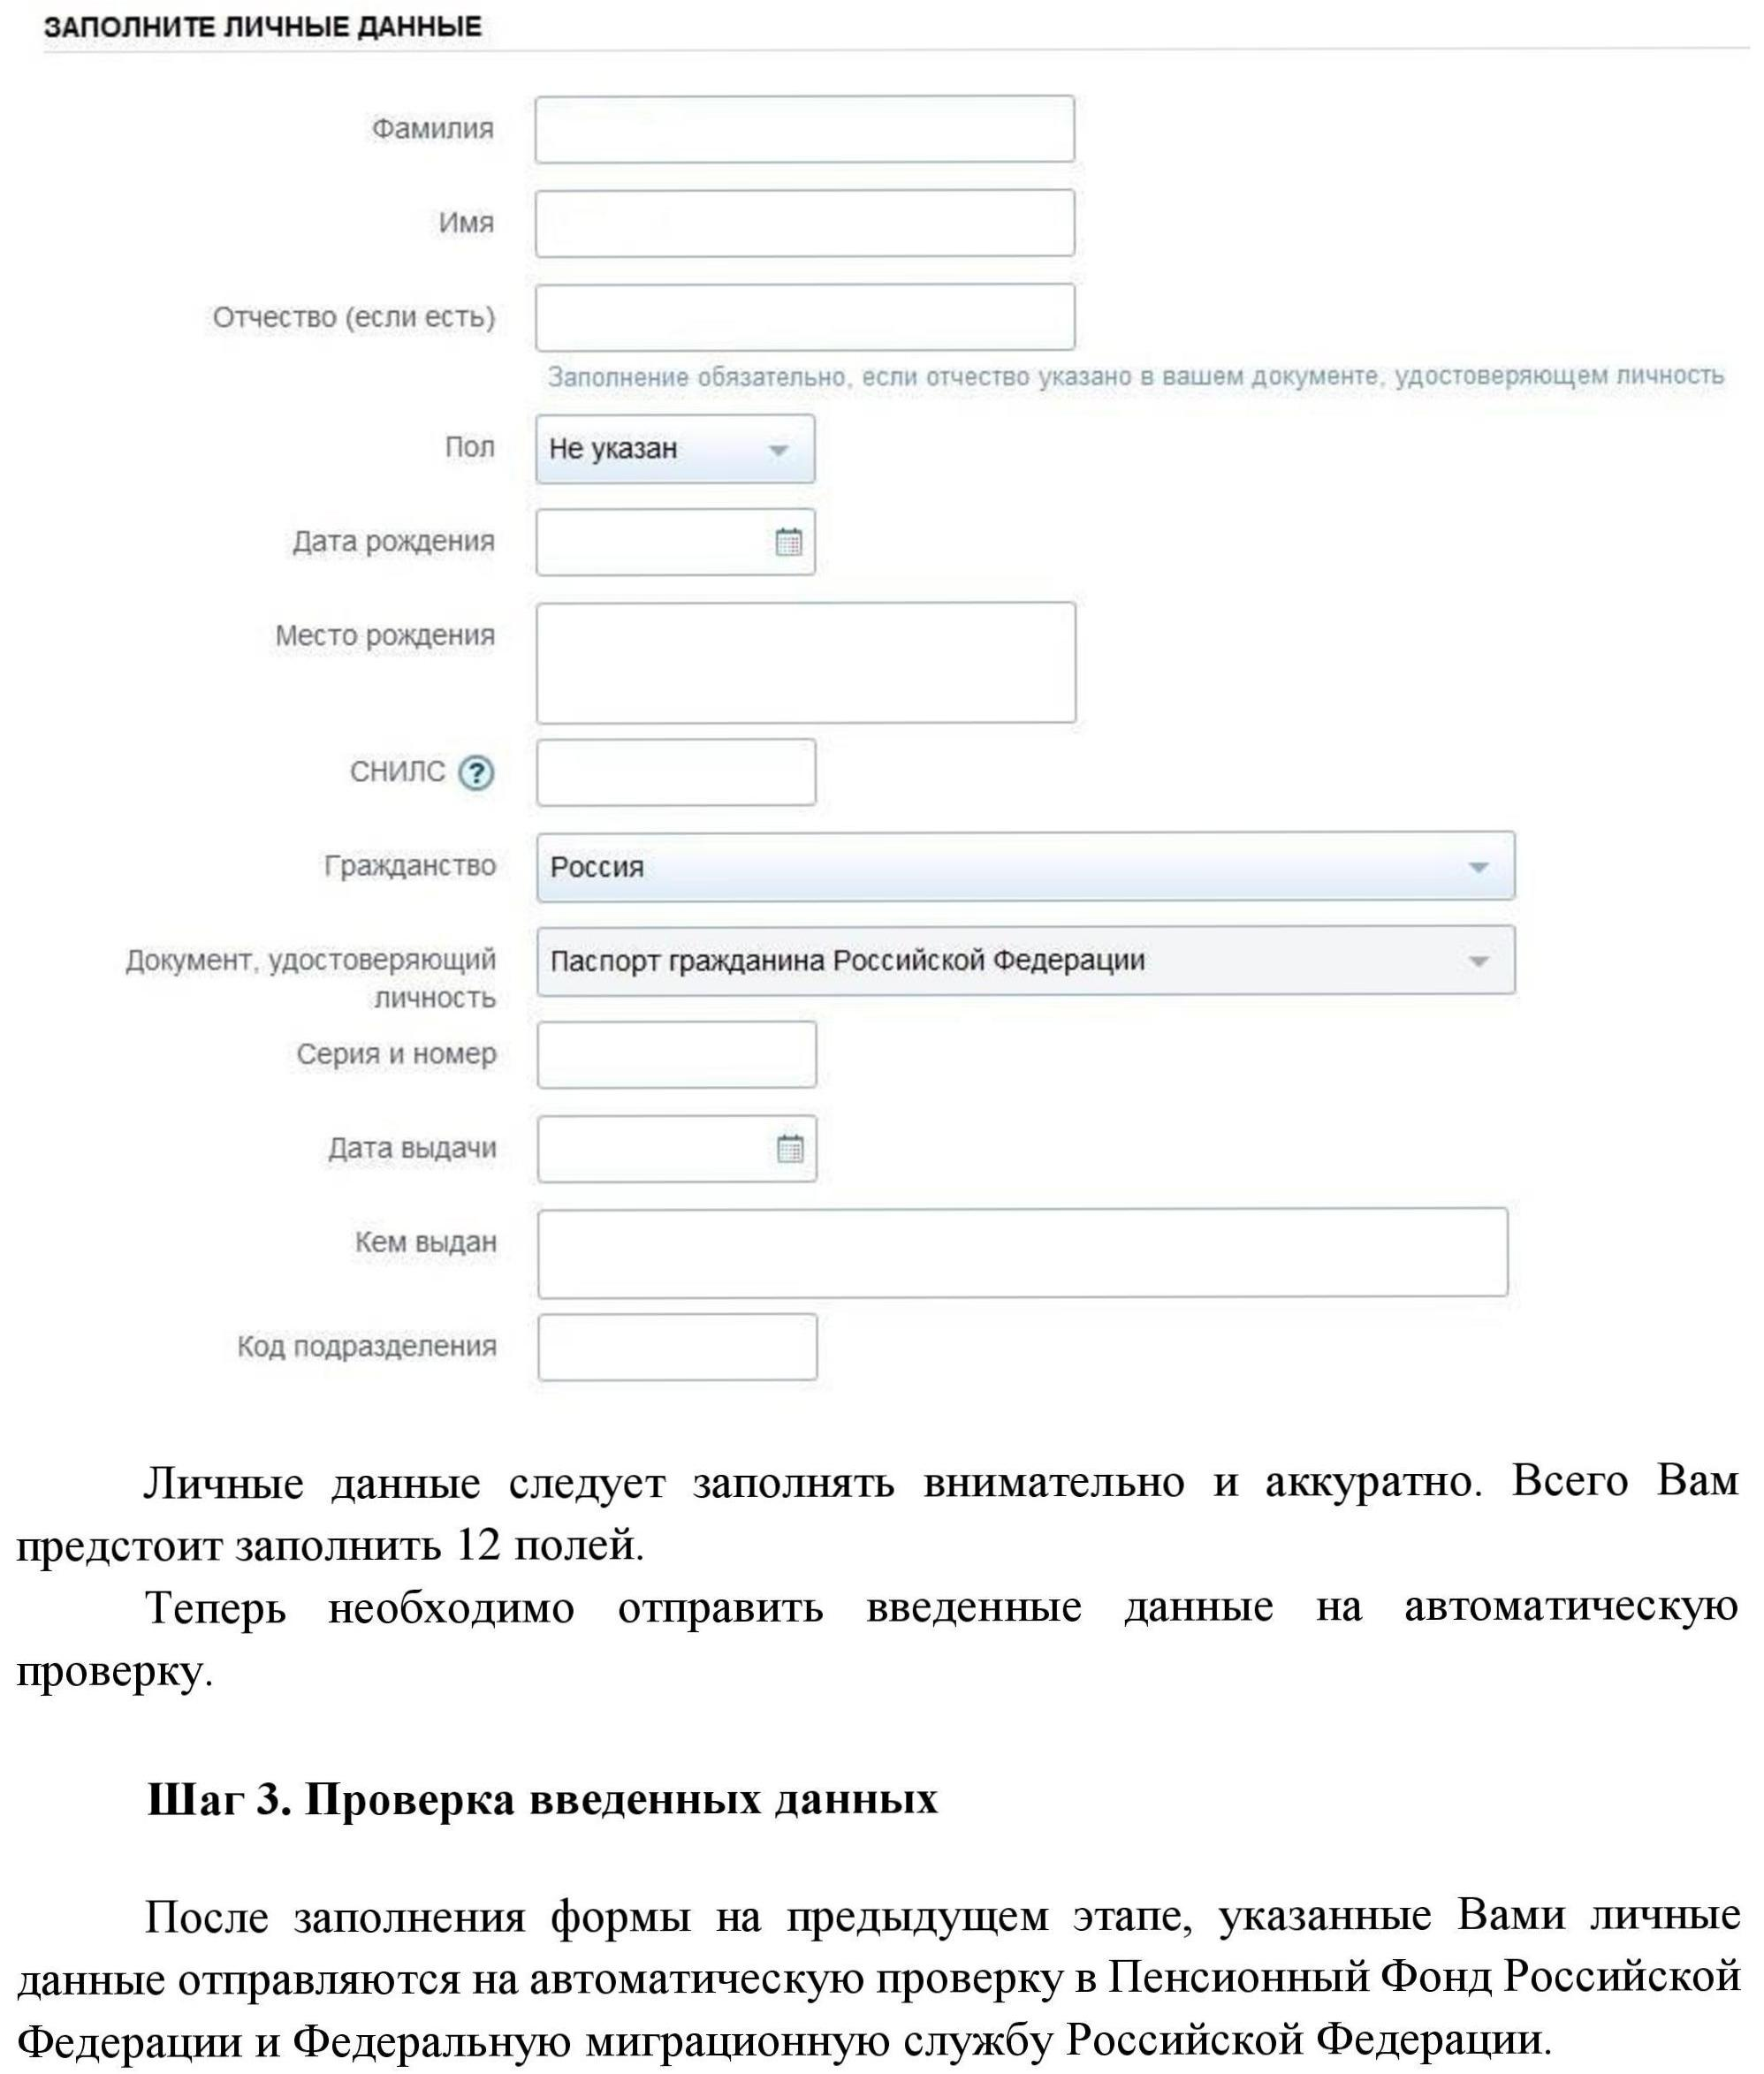 ЗАПОЛНИТЕ ЛИЧНЫЕ ДАННЫЕ
Фамилия
Имя
Отчество (если есть)
Заполнение обязательно, если отчество указано в вашем документе, удостоверяющем личность
Пол
Не указан
Дата рождения
Место рождения
СНИЛС ?
Гражданство
Россия
Документ, удостоверяющий
личность
Паспорт гражданина Российской Федерации
Серия и номер
Дата выдачи
Кем выдан
Код подразделения
Личные данные следует заполнять внимательно и аккуратно. Всего Вам
предстоит заполнить 12 полей.
Теперь необходимо отправить введенные данные на автоматическую
проверку.
Шаг 3. Проверка введенных данных
После заполнения формы на предыдущем этапе, указанные Вами личные
данные отправляются на автоматическую проверку в Пенсионный Фонд Российской
Федерации и Федеральную миграционную службу Российской Федерации.